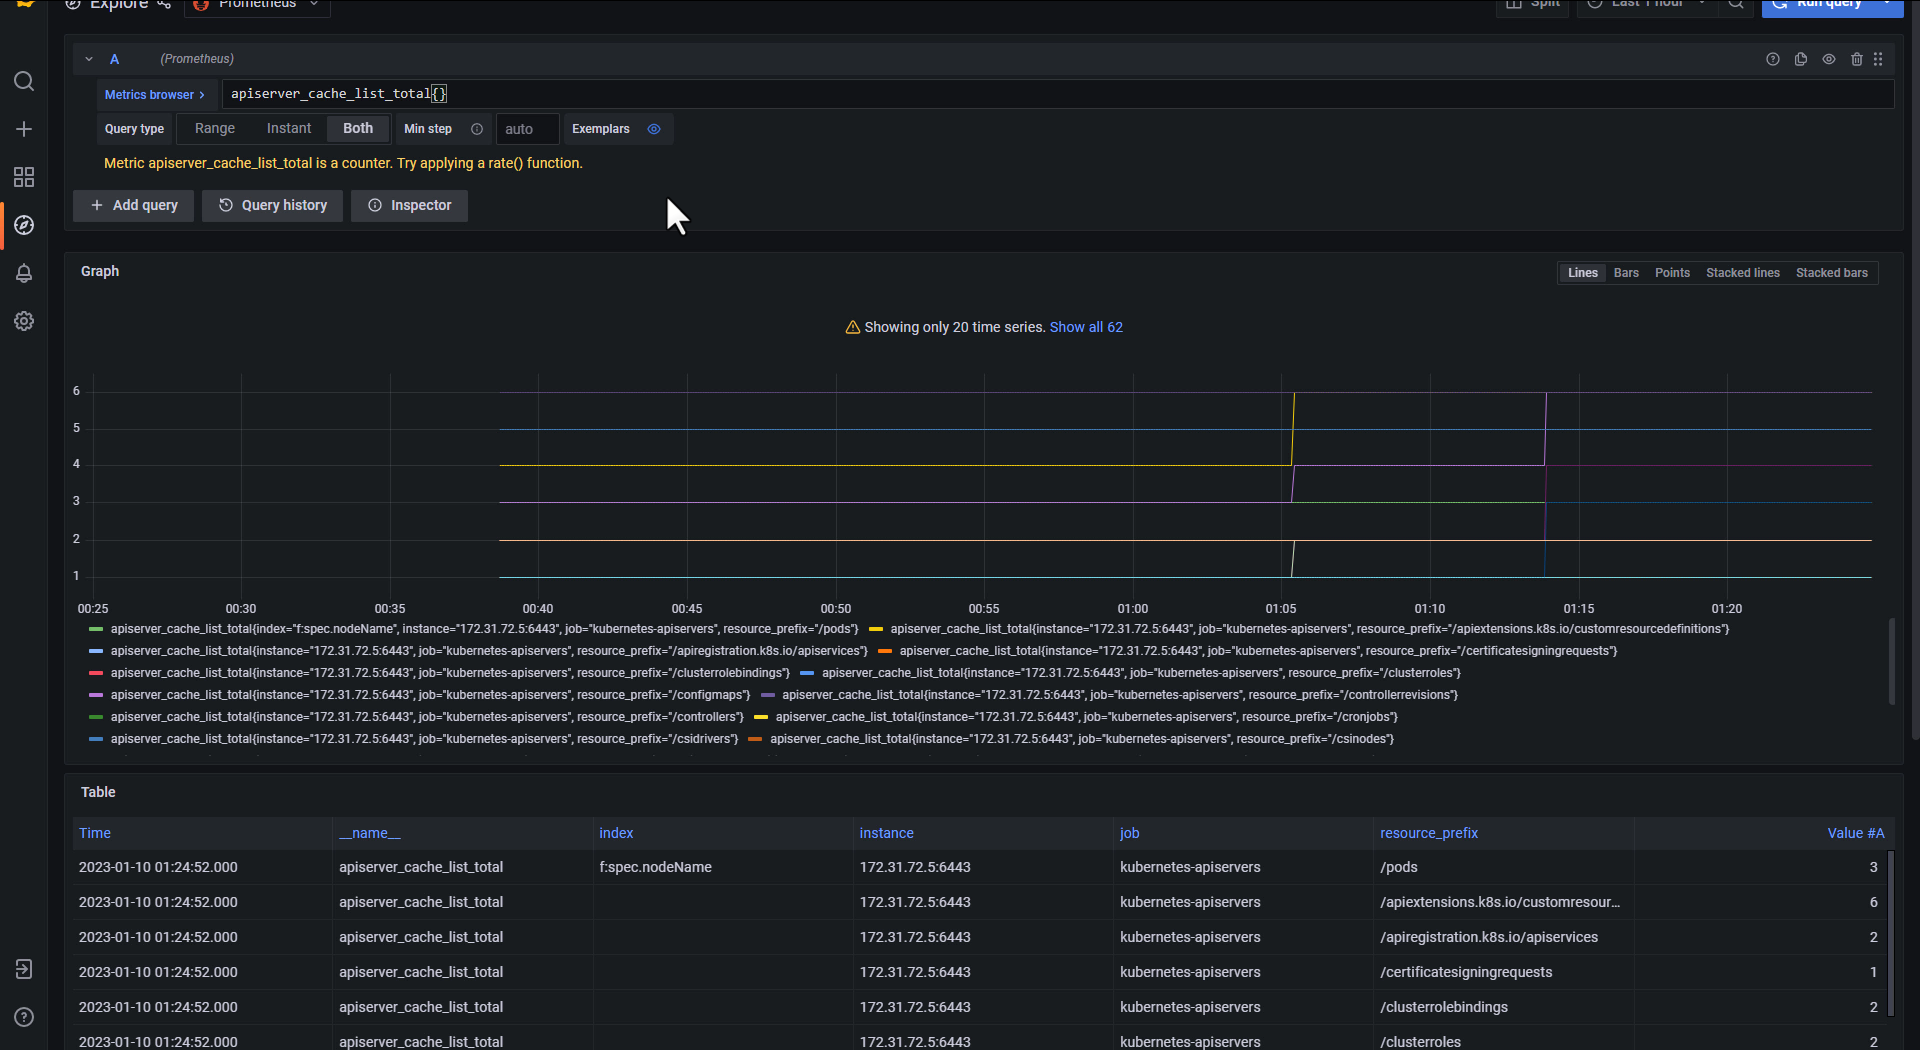 Explore Prometheus Split Last 1 hour Run query
A (Prometheus)
Metrics browser > apiserver_cache_list_total{}
Query type Range Instant Both Min step auto Exemplars
Metric apiserver_cache_list_total is a counter. Try applying a rate() function.
+ Add query Query history Inspector
Graph Lines Bars Points Stacked lines Stacked bars
Showing only 20 time series. Show all 62
6
5
4
3
2
1
00:25 00:30 00:35 00:40 00:45 00:50 00:55 01:00 01:05 01:10 01:15 01:20
apiserver_cache_list_total{index="f:spec.nodeName", instance="172.31.72.5:6443", job="kubernetes-apiservers", resource_prefix="/pods"} apiserver_cache_list_total{instance="172.31.72.5:6443", job="kubernetes-apiservers", resource_prefix="/apiextensions.k8s.io/customresourcedefinitions"}
apiserver_cache_list_total{instance="172.31.72.5:6443", job="kubernetes-apiservers", resource_prefix="/apiregistration.k8s.io/apiservices"} apiserver_cache_list_total{instance="172.31.72.5:6443", job="kubernetes-apiservers", resource_prefix="/certificatesigningrequests"}
apiserver_cache_list_total{instance="172.31.72.5:6443", job="kubernetes-apiservers", resource_prefix="/clusterrolebindings"} apiserver_cache_list_total{instance="172.31.72.5:6443", job="kubernetes-apiservers", resource_prefix="/clusterroles"}
apiserver_cache_list_total{instance="172.31.72.5:6443", job="kubernetes-apiservers", resource_prefix="/configmaps"} apiserver_cache_list_total{instance="172.31.72.5:6443", job="kubernetes-apiservers", resource_prefix="/controllerrevisions"}
apiserver_cache_list_total{instance="172.31.72.5:6443", job="kubernetes-apiservers", resource_prefix="/controllers"} apiserver_cache_list_total{instance="172.31.72.5:6443", job="kubernetes-apiservers", resource_prefix="/cronjobs"}
apiserver_cache_list_total{instance="172.31.72.5:6443", job="kubernetes-apiservers", resource_prefix="/csidrivers"} apiserver_cache_list_total{instance="172.31.72.5:6443", job="kubernetes-apiservers", resource_prefix="/csinodes"}
Table
Time __name__ index instance job resource_prefix Value #A
2023-01-10 01:24:52.000 apiserver_cache_list_total f:spec.nodeName 172.31.72.5:6443 kubernetes-apiservers /pods 3
2023-01-10 01:24:52.000 apiserver_cache_list_total 172.31.72.5:6443 kubernetes-apiservers /apiextensions.k8s.io/customresour... 6
2023-01-10 01:24:52.000 apiserver_cache_list_total 172.31.72.5:6443 kubernetes-apiservers /apiregistration.k8s.io/apiservices 2
2023-01-10 01:24:52.000 apiserver_cache_list_total 172.31.72.5:6443 kubernetes-apiservers /certificatesigningrequests 1
2023-01-10 01:24:52.000 apiserver_cache_list_total 172.31.72.5:6443 kubernetes-apiservers /clusterrolebindings 2
2023-01-10 01:24:52.000 apiserver_cache_list_total 172.31.72.5:6443 kubernetes-apiservers /clusterroles 2